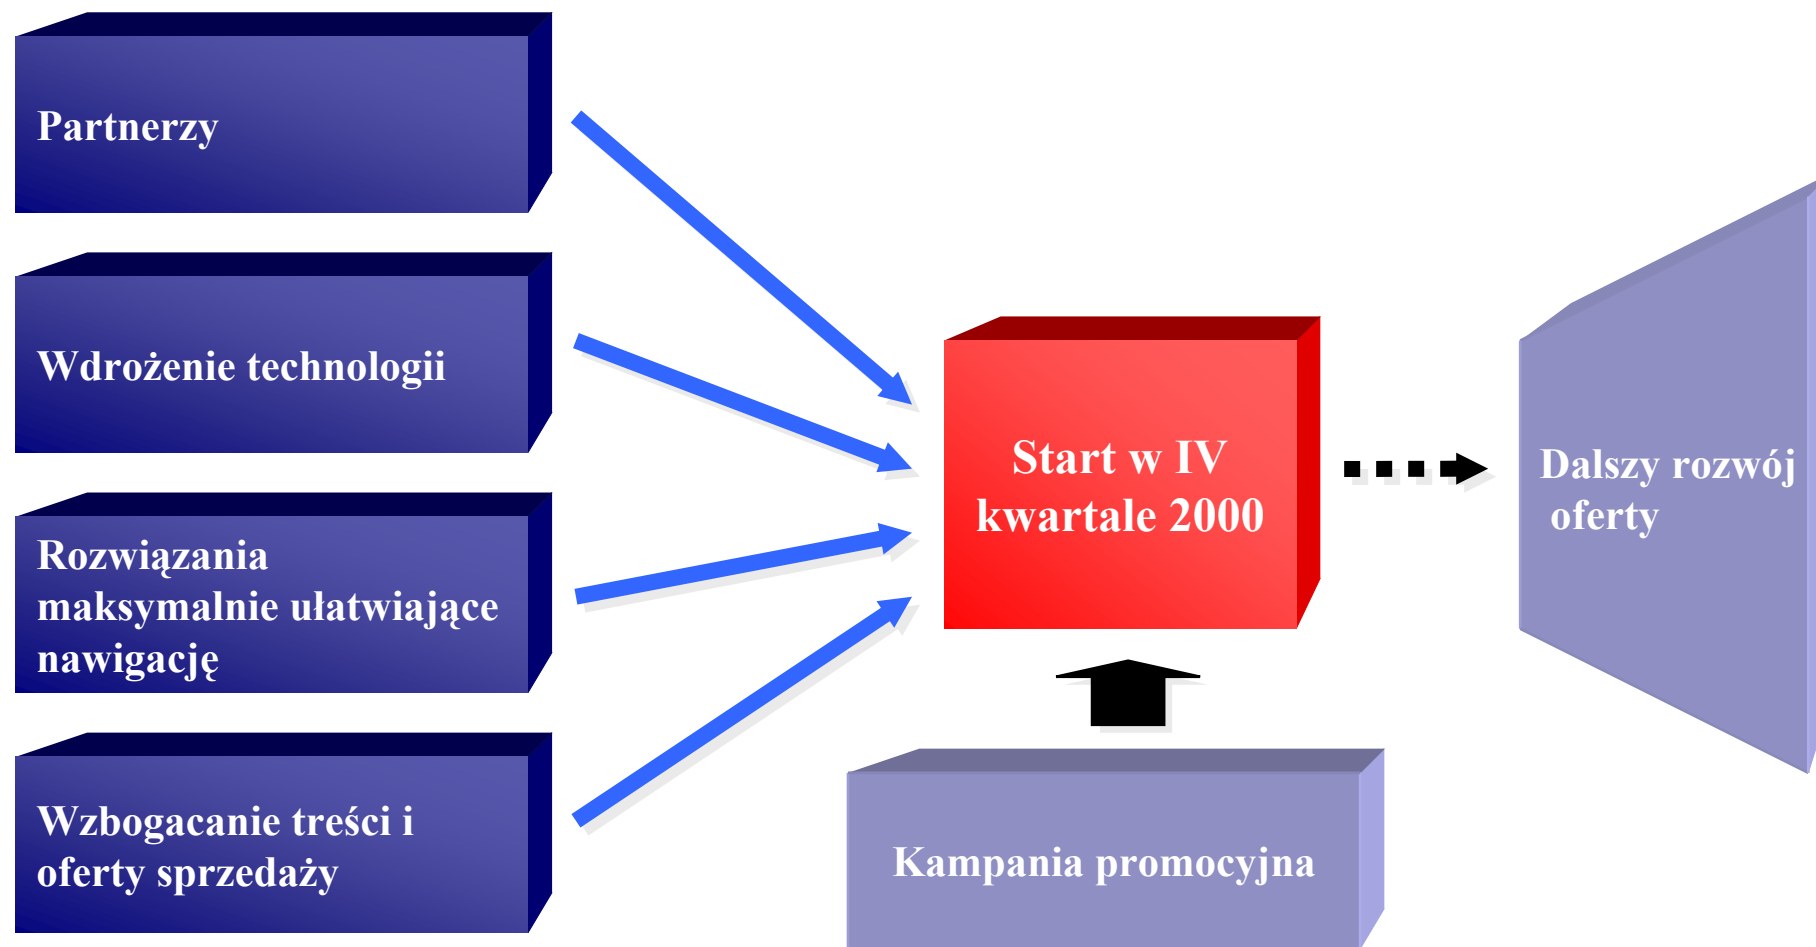 Partnerzy
Wdrożenie technologii
Rozwiązania
maksymalnie ułatwiające
nawigację
Wzbogacanie treści i
oferty sprzedaży
Start w IV
kwartale 2000
Kampania promocyjna
Dalszy rozwój
oferty